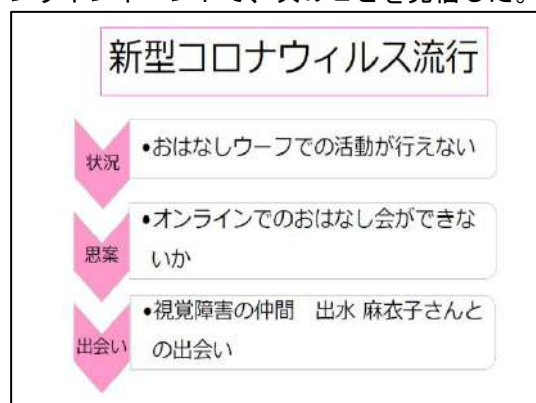 新型コロナウィルス流行
状況
•おはなしウーフでの活動が行えない
思案
•オンラインでのおはなし会ができな
いか
出会い
•視覚障害の仲間　出水 麻衣子さんと
の出会い